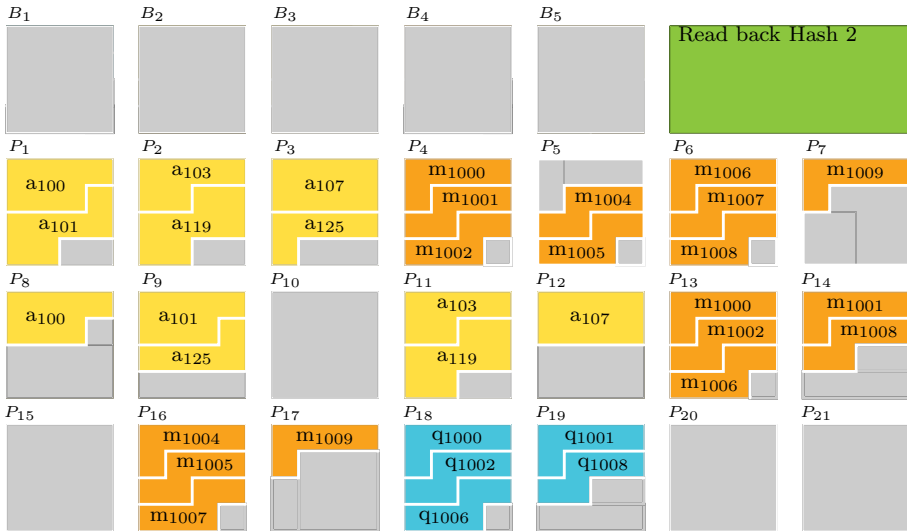 B₁ B₂ B₃ B₄ B₅
Read back Hash 2
P₁ P₂ P₃ P₄ P₅ P₆ P₇
a₁₀₀ a₁₀₃ a₁₀₇ m₁₀₀₀ m₁₀₀₆ m₁₀₀₉
m₁₀₀₁ m₁₀₀₄ m₁₀₀₇
a₁₀₁ a₁₁₉ a₁₂₅
m₁₀₀₂ m₁₀₀₅ m₁₀₀₈
P₈ P₉ P₁₀ P₁₁ P₁₂ P₁₃ P₁₄
a₁₀₀ a₁₀₁ a₁₀₃ a₁₀₇ m₁₀₀₀ m₁₀₀₁
m₁₀₀₂ m₁₀₀₈
a₁₂₅ a₁₁₉
m₁₀₀₆
P₁₅ P₁₆ P₁₇ P₁₈ P₁₉ P₂₀ P₂₁
m₁₀₀₄ m₁₀₀₉ q₁₀₀₀ q₁₀₀₁
m₁₀₀₅ q₁₀₀₂ q₁₀₀₈
m₁₀₀₇ q₁₀₀₆